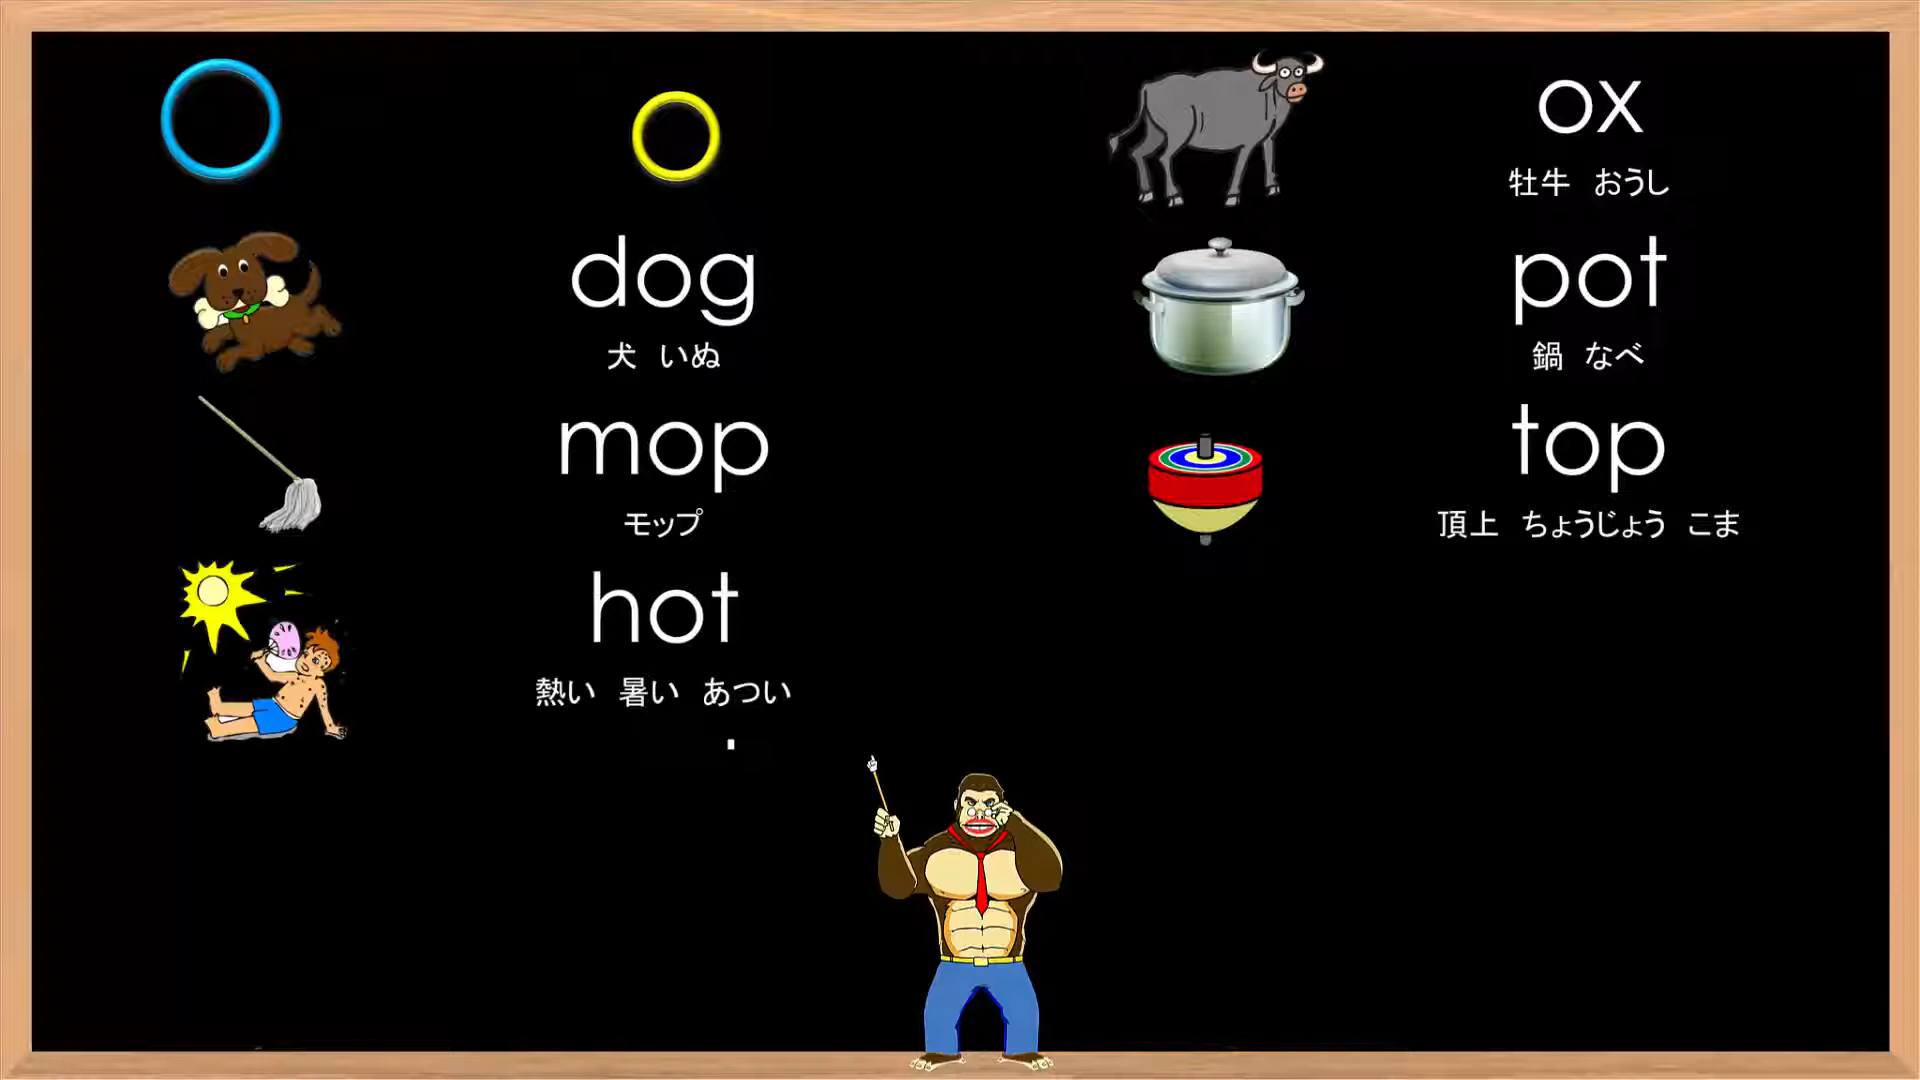 dog
犬 いぬ
mop
モップ
hot
熱い 暑い あつい
ox
牡牛 おうし
pot
鍋 なべ
top
頂上 ちょうじょう こま